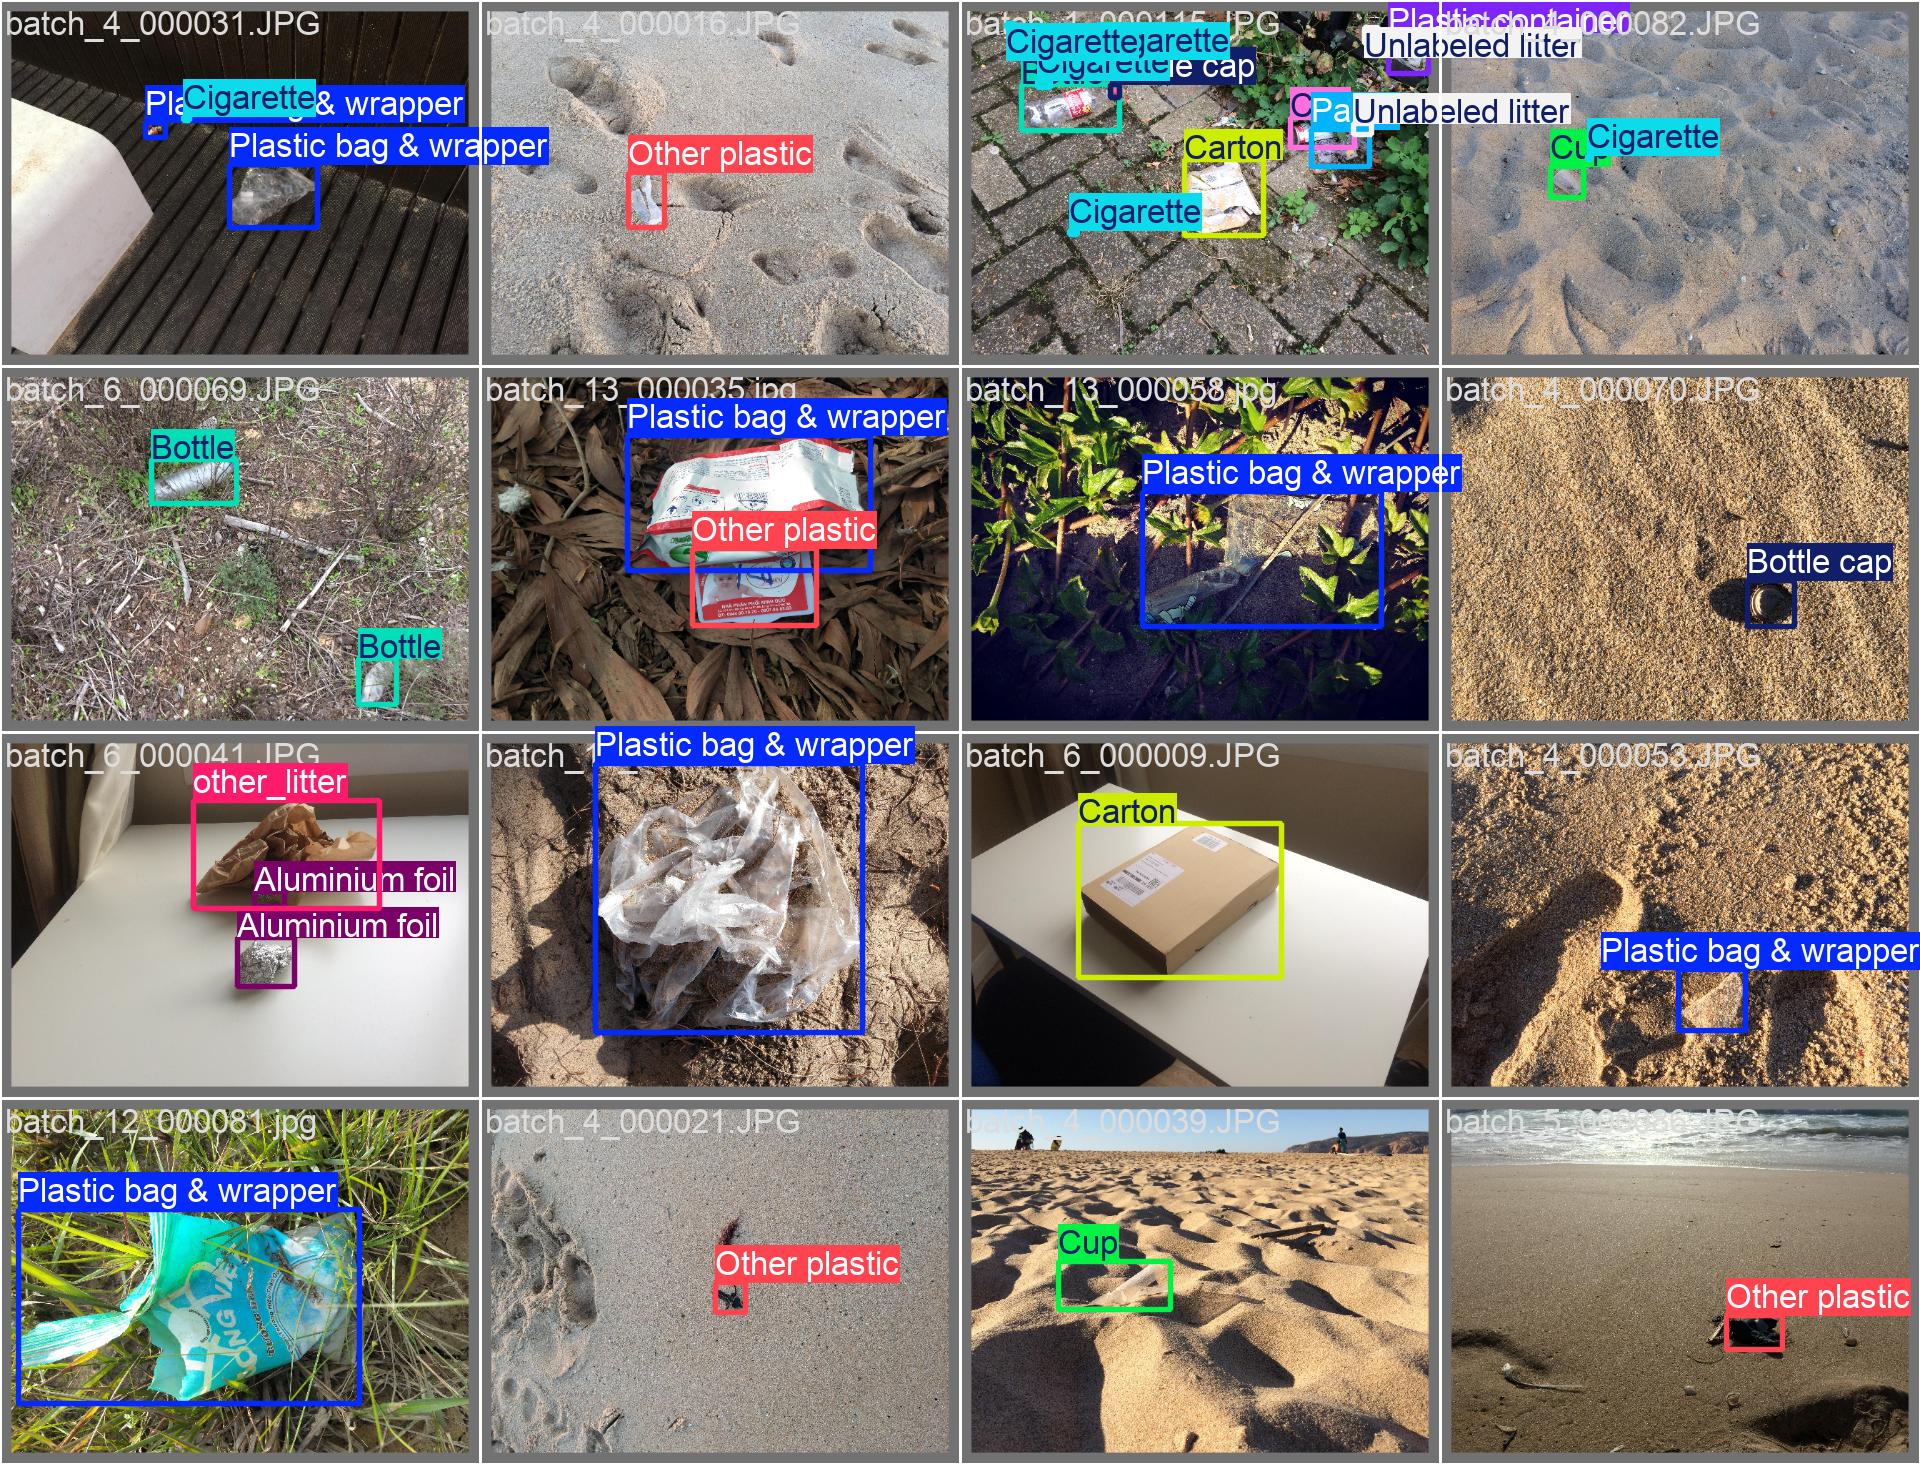 batch_4_000031.JPG
Cigarette
& wrapper
Plastic bag & wrapper
batch_4_000016.JPG
Other plastic
Cigarette
Cigarette
Carton
Cigarette
Plastic container
Unlabeled litter
Unlabeled litter
Cigarette
batch_6_000069.JPG
Bottle
Bottle
batch_13_000035.jpg
Plastic bag & wrapper
Other plastic
batch_13_000058.jpg
Plastic bag & wrapper
batch_4_000070.JPG
Bottle cap
batch_6_000041.JPG
other_litter
Aluminium foil
Aluminium foil
Plastic bag & wrapper
batch_6_000009.JPG
Carton
batch_4_000053.JPG
Plastic bag & wrapper
batch_12_000081.jpg
Plastic bag & wrapper
batch_4_000021.JPG
Other plastic
batch_4_000039.JPG
Cup
Other plastic